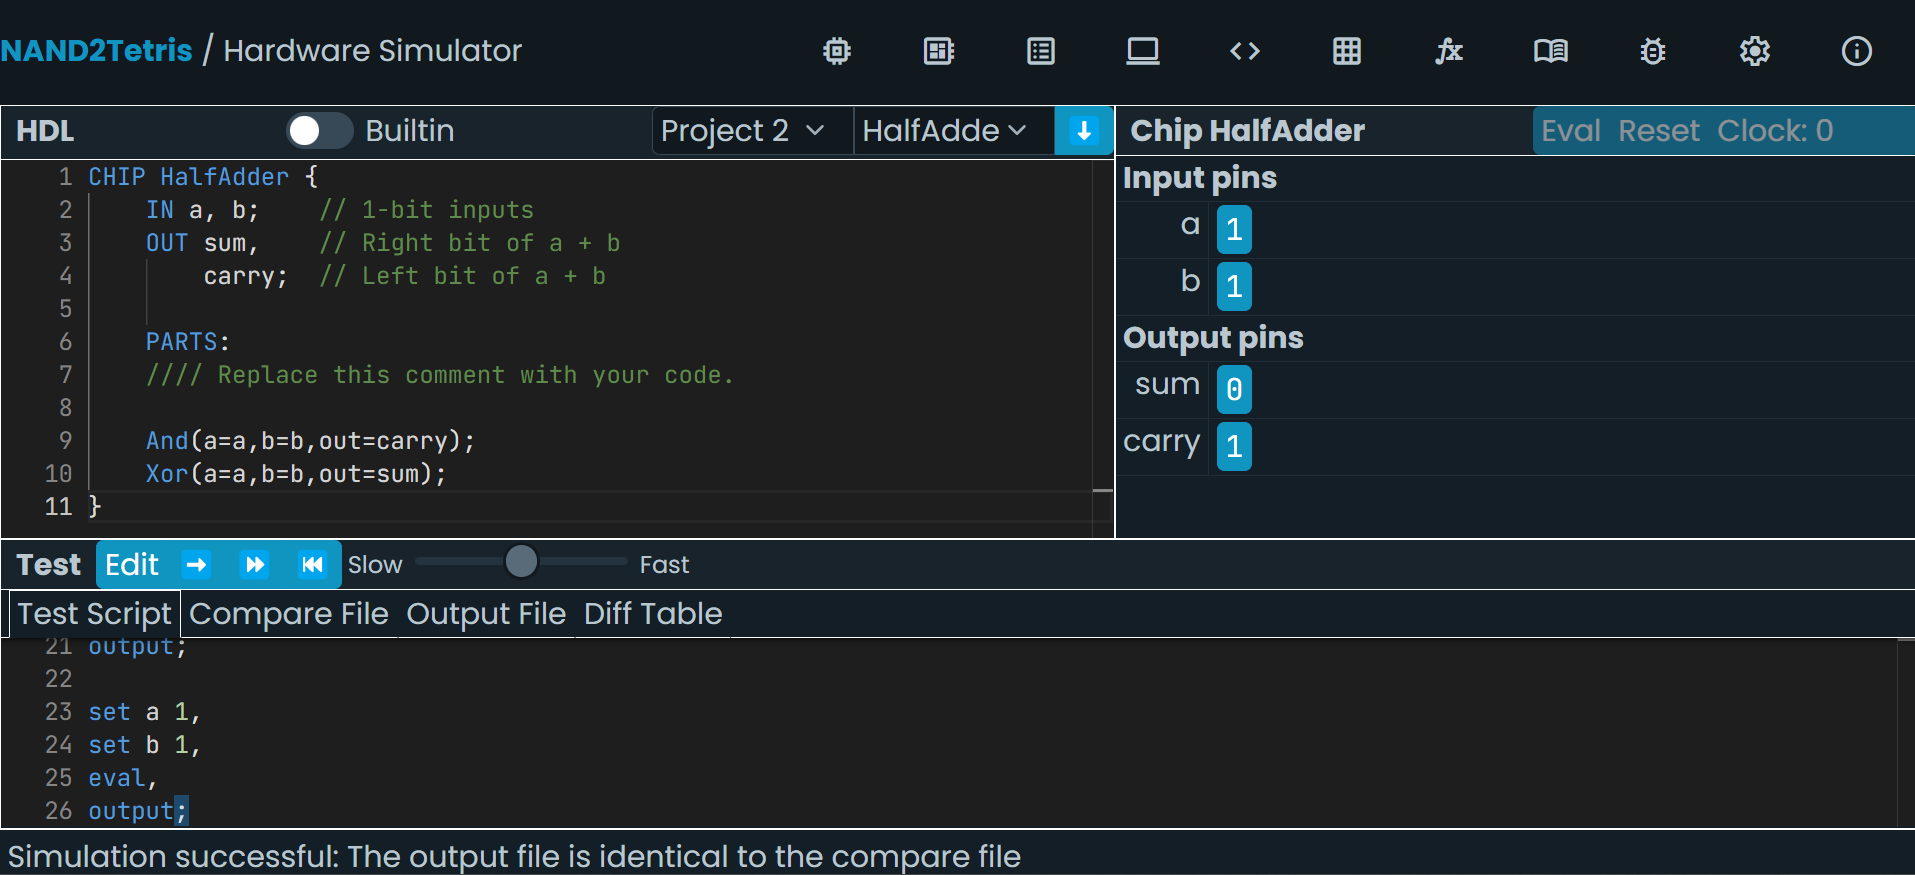 NAND2Tetris / Hardware Simulator
HDL Builtin Project 2 HalfAdde
1 CHIP HalfAdder {
2 IN a, b; // 1-bit inputs
3 OUT sum, // Right bit of a + b
4 carry; // Left bit of a + b
5
6 PARTS:
7 //// Replace this comment with your code.
8
9 And(a=a,b=b,out=carry);
10 Xor(a=a,b=b,out=sum);
11 }
Chip HalfAdder Eval Reset Clock: 0
Input pins
a 1
b 1
Output pins
sum 0
carry 1
Test Edit Slow Fast
Test Script Compare File Output File Diff Table
21 output;
22
23 set a 1,
24 set b 1,
25 eval,
26 output;
Simulation successful: The output file is identical to the compare file